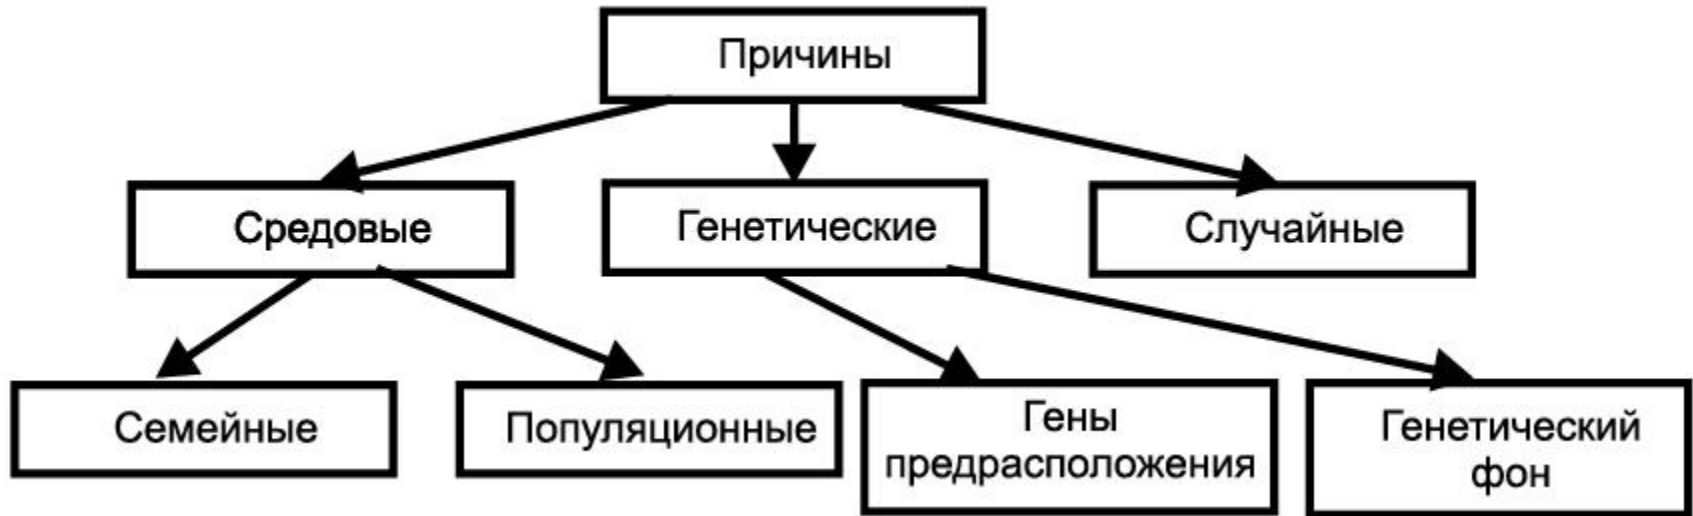 Причины
Средовые
Генетические
Случайные
Семейные
Популяционные
Гены
предрасположения
Генетический
фон